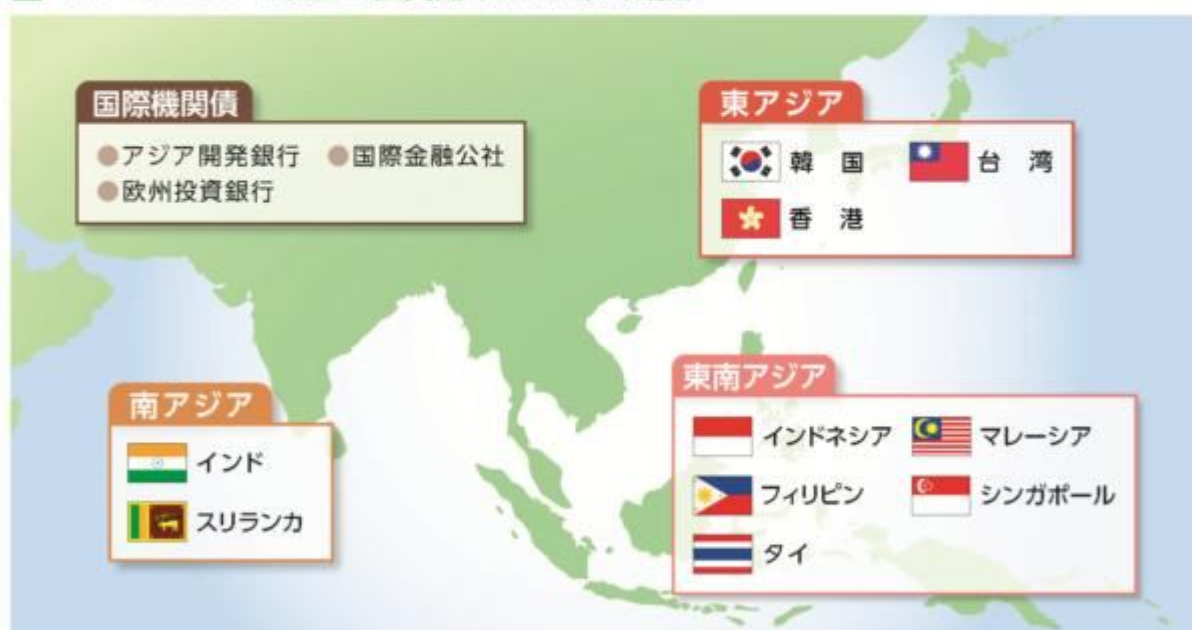 国際機関債
●アジア開発銀行 ●国際金融公社
●欧州投資銀行
東アジア
韓 国 台 湾
香 港
南アジア
インド
スリランカ
東南アジア
インドネシア マレーシア
フィリピン シンガポール
タイ